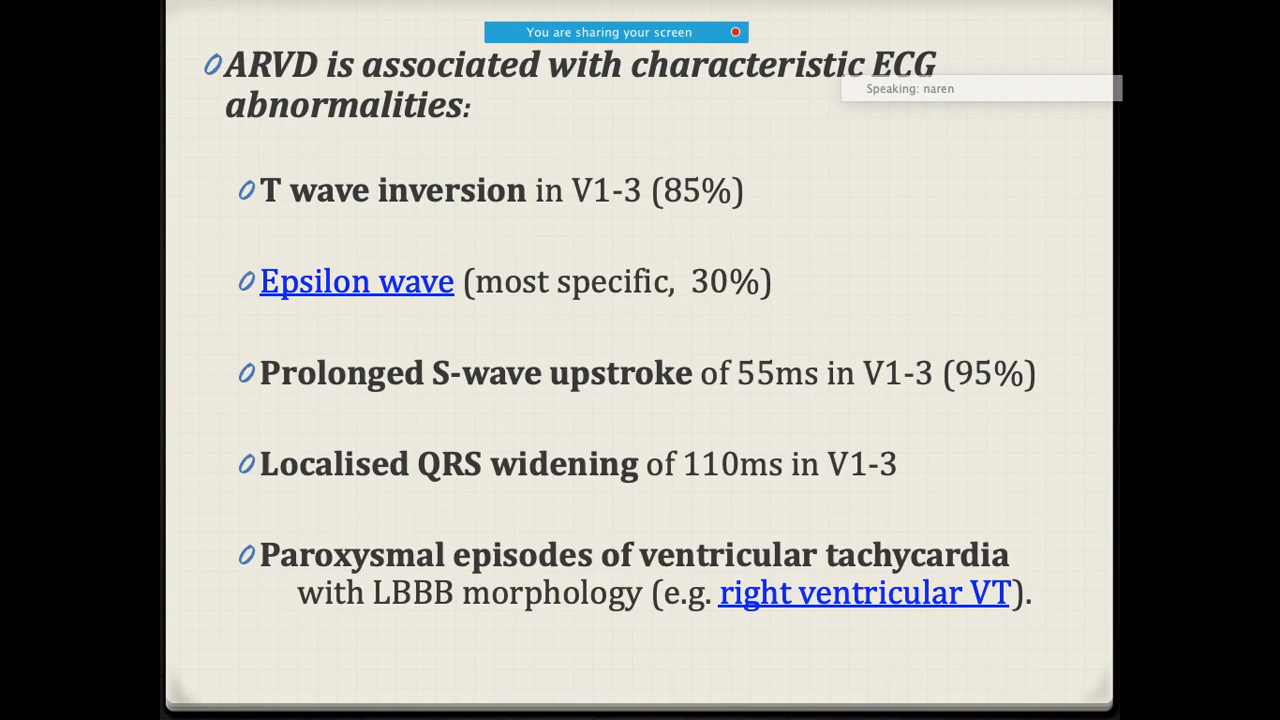 You are sharing your screen
ARVD is associated with characteristic ECG
Speaking: naren
abnormalities:
T wave inversion in V1-3 (85%)
Epsilon wave (most specific, 30%)
Prolonged S-wave upstroke of 55ms in V1-3 (95%)
Localised QRS widening of 110ms in V1-3
Paroxysmal episodes of ventricular tachycardia
with LBBB morphology (e.g. right ventricular VT).